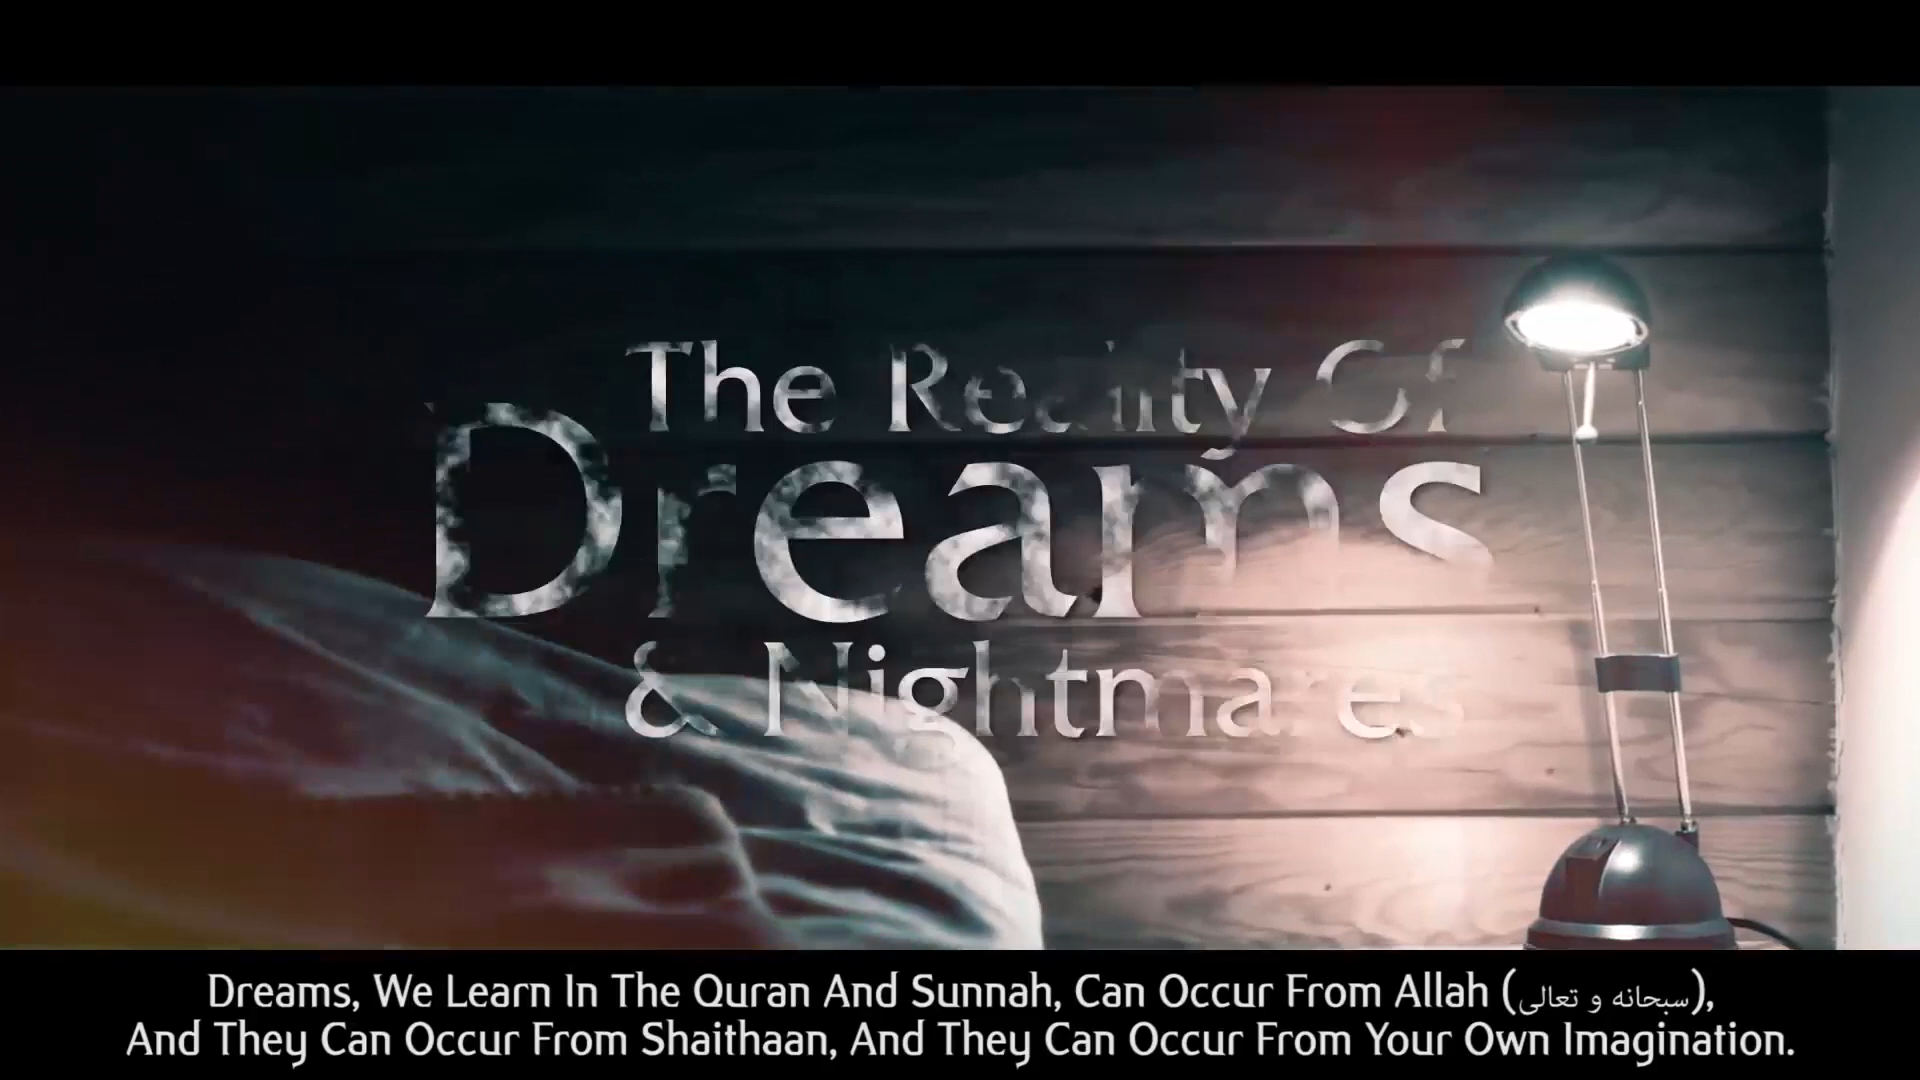 The Reality Of
Dreams
& Nightmares
Dreams, We Learn In The Quran And Sunnah, Can Occur From Allah (سبحانه و تعالى),
And They Can Occur From Shaithaan, And They Can Occur From Your Own Imagination.